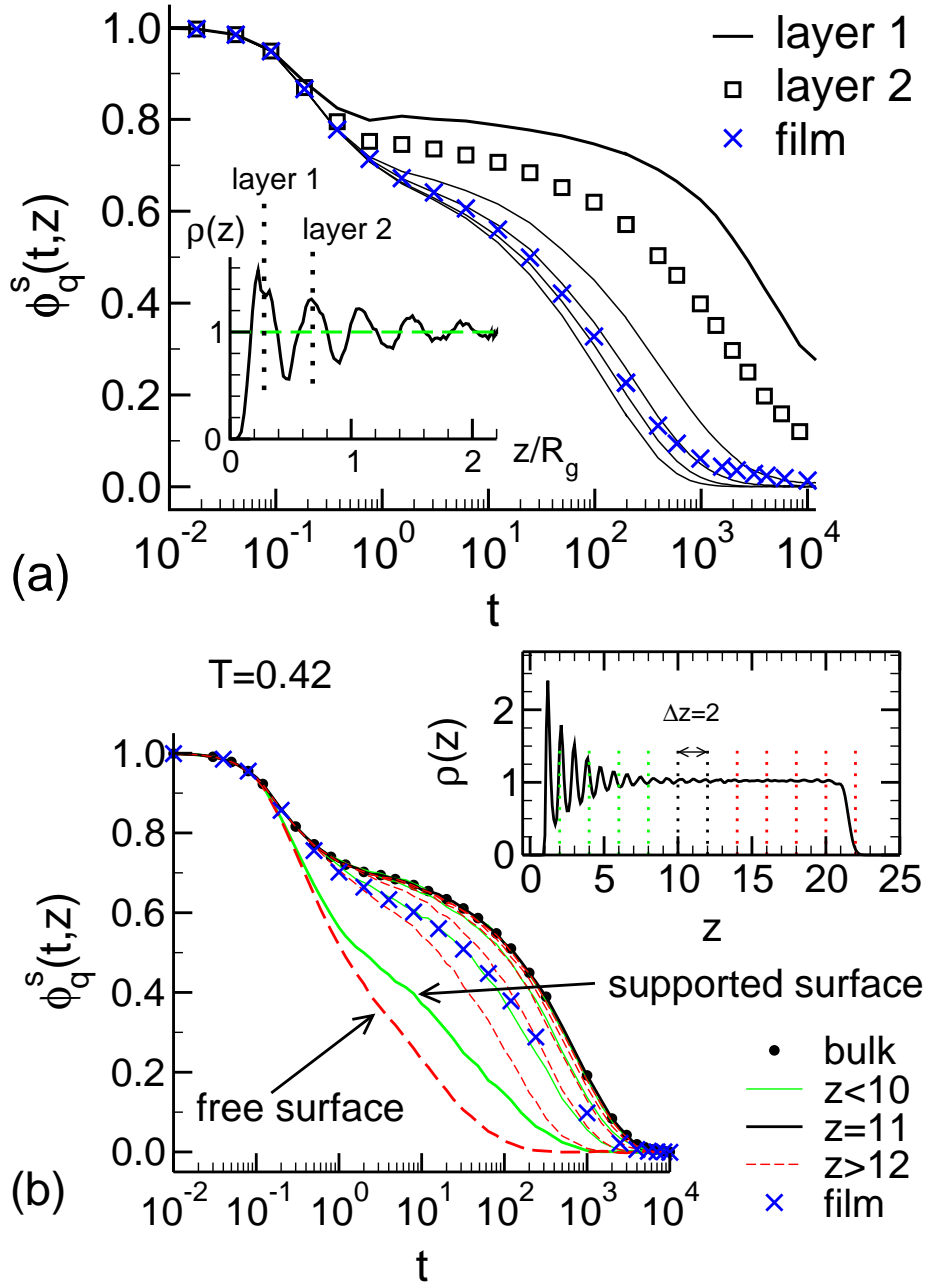 1.0
0.8
0.6
0.4
0.2
0.0
ϕ_q^s(t,z)
layer 1
layer 2
film
layer 1
ρ(z)
layer 2
1
0
0 1 2
z/R_g
10^-2 10^-1 10^0 10^1 10^2 10^3 10^4
(a)
t
T=0.42
2
1
0
ρ(z)
Δz=2
0 5 10 15 20 25
z
1.0
0.8
0.6
0.4
0.2
0.0
ϕ_q^s(t,z)
supported surface
free surface
bulk
z<10
z=11
z>12
film
(b)
10^-2 10^-1 10^0 10^1 10^2 10^3 10^4
t